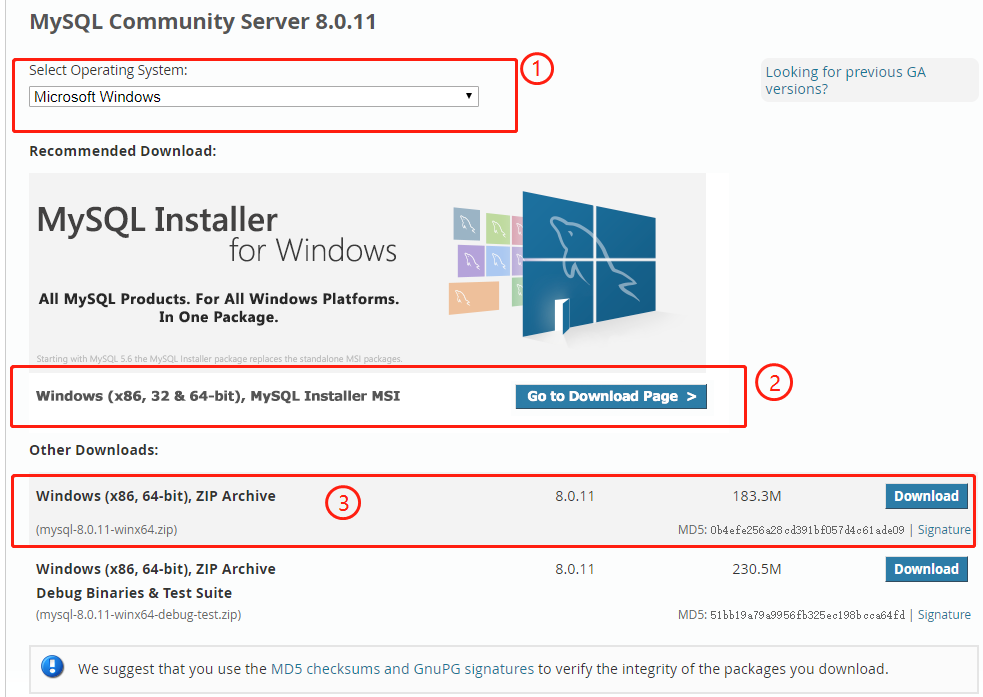 MySQL Community Server 8.0.11
Select Operating System:
①
Looking for previous GA
versions?
Microsoft Windows
Recommended Download:
MySQL Installer
for Windows
All MySQL Products. For All Windows Platforms.
In One Package.
Starting with MySQL 5.6 the MySQL Installer package replaces the standalone MSI packages.
Windows (x86, 32 & 64-bit), MySQL Installer MSI
Go to Download Page >
②
Other Downloads:
Windows (x86, 64-bit), ZIP Archive
③
8.0.11
183.3M
Download
(mysql-8.0.11-winx64.zip)
MD5: 0b4efe256a28cd391bf057d4c61ade09 | Signature
Windows (x86, 64-bit), ZIP Archive
8.0.11
230.5M
Download
Debug Binaries & Test Suite
(mysql-8.0.11-winx64-debug-test.zip)
MD5: 51bb19a79a9956fb325ec198bcca64fd | Signature
We suggest that you use the MD5 checksums and GnuPG signatures to verify the integrity of the packages you download.